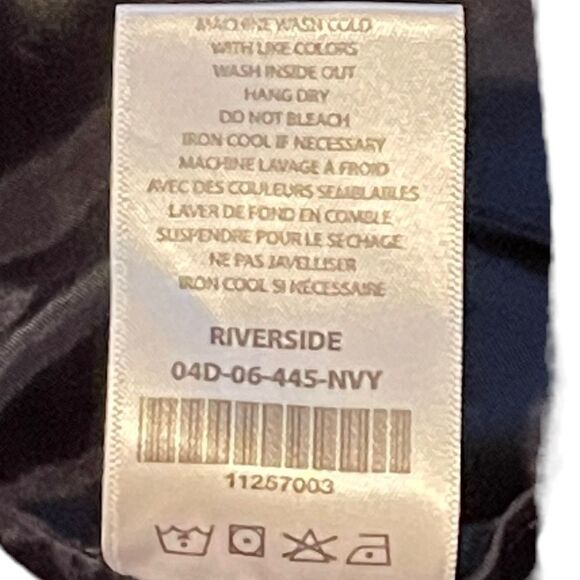 MACHINE WASH COLD
WITH LIKE COLORS
WASH INSIDE OUT
HANG DRY
DO NOT BLEACH
IRON COOL IF NECESSARY
MACHINE LAVAGE A FROID
AVEC DES COULEURS SEMBLABLES
LAVER DE FOND EN COMBLE
SUSPENDRE POUR LE SECHAGE
NE PAS JAVELLISER
IRON COOL SI NÉCESSAIRE
RIVERSIDE
04D-06-445-NVY
11257003